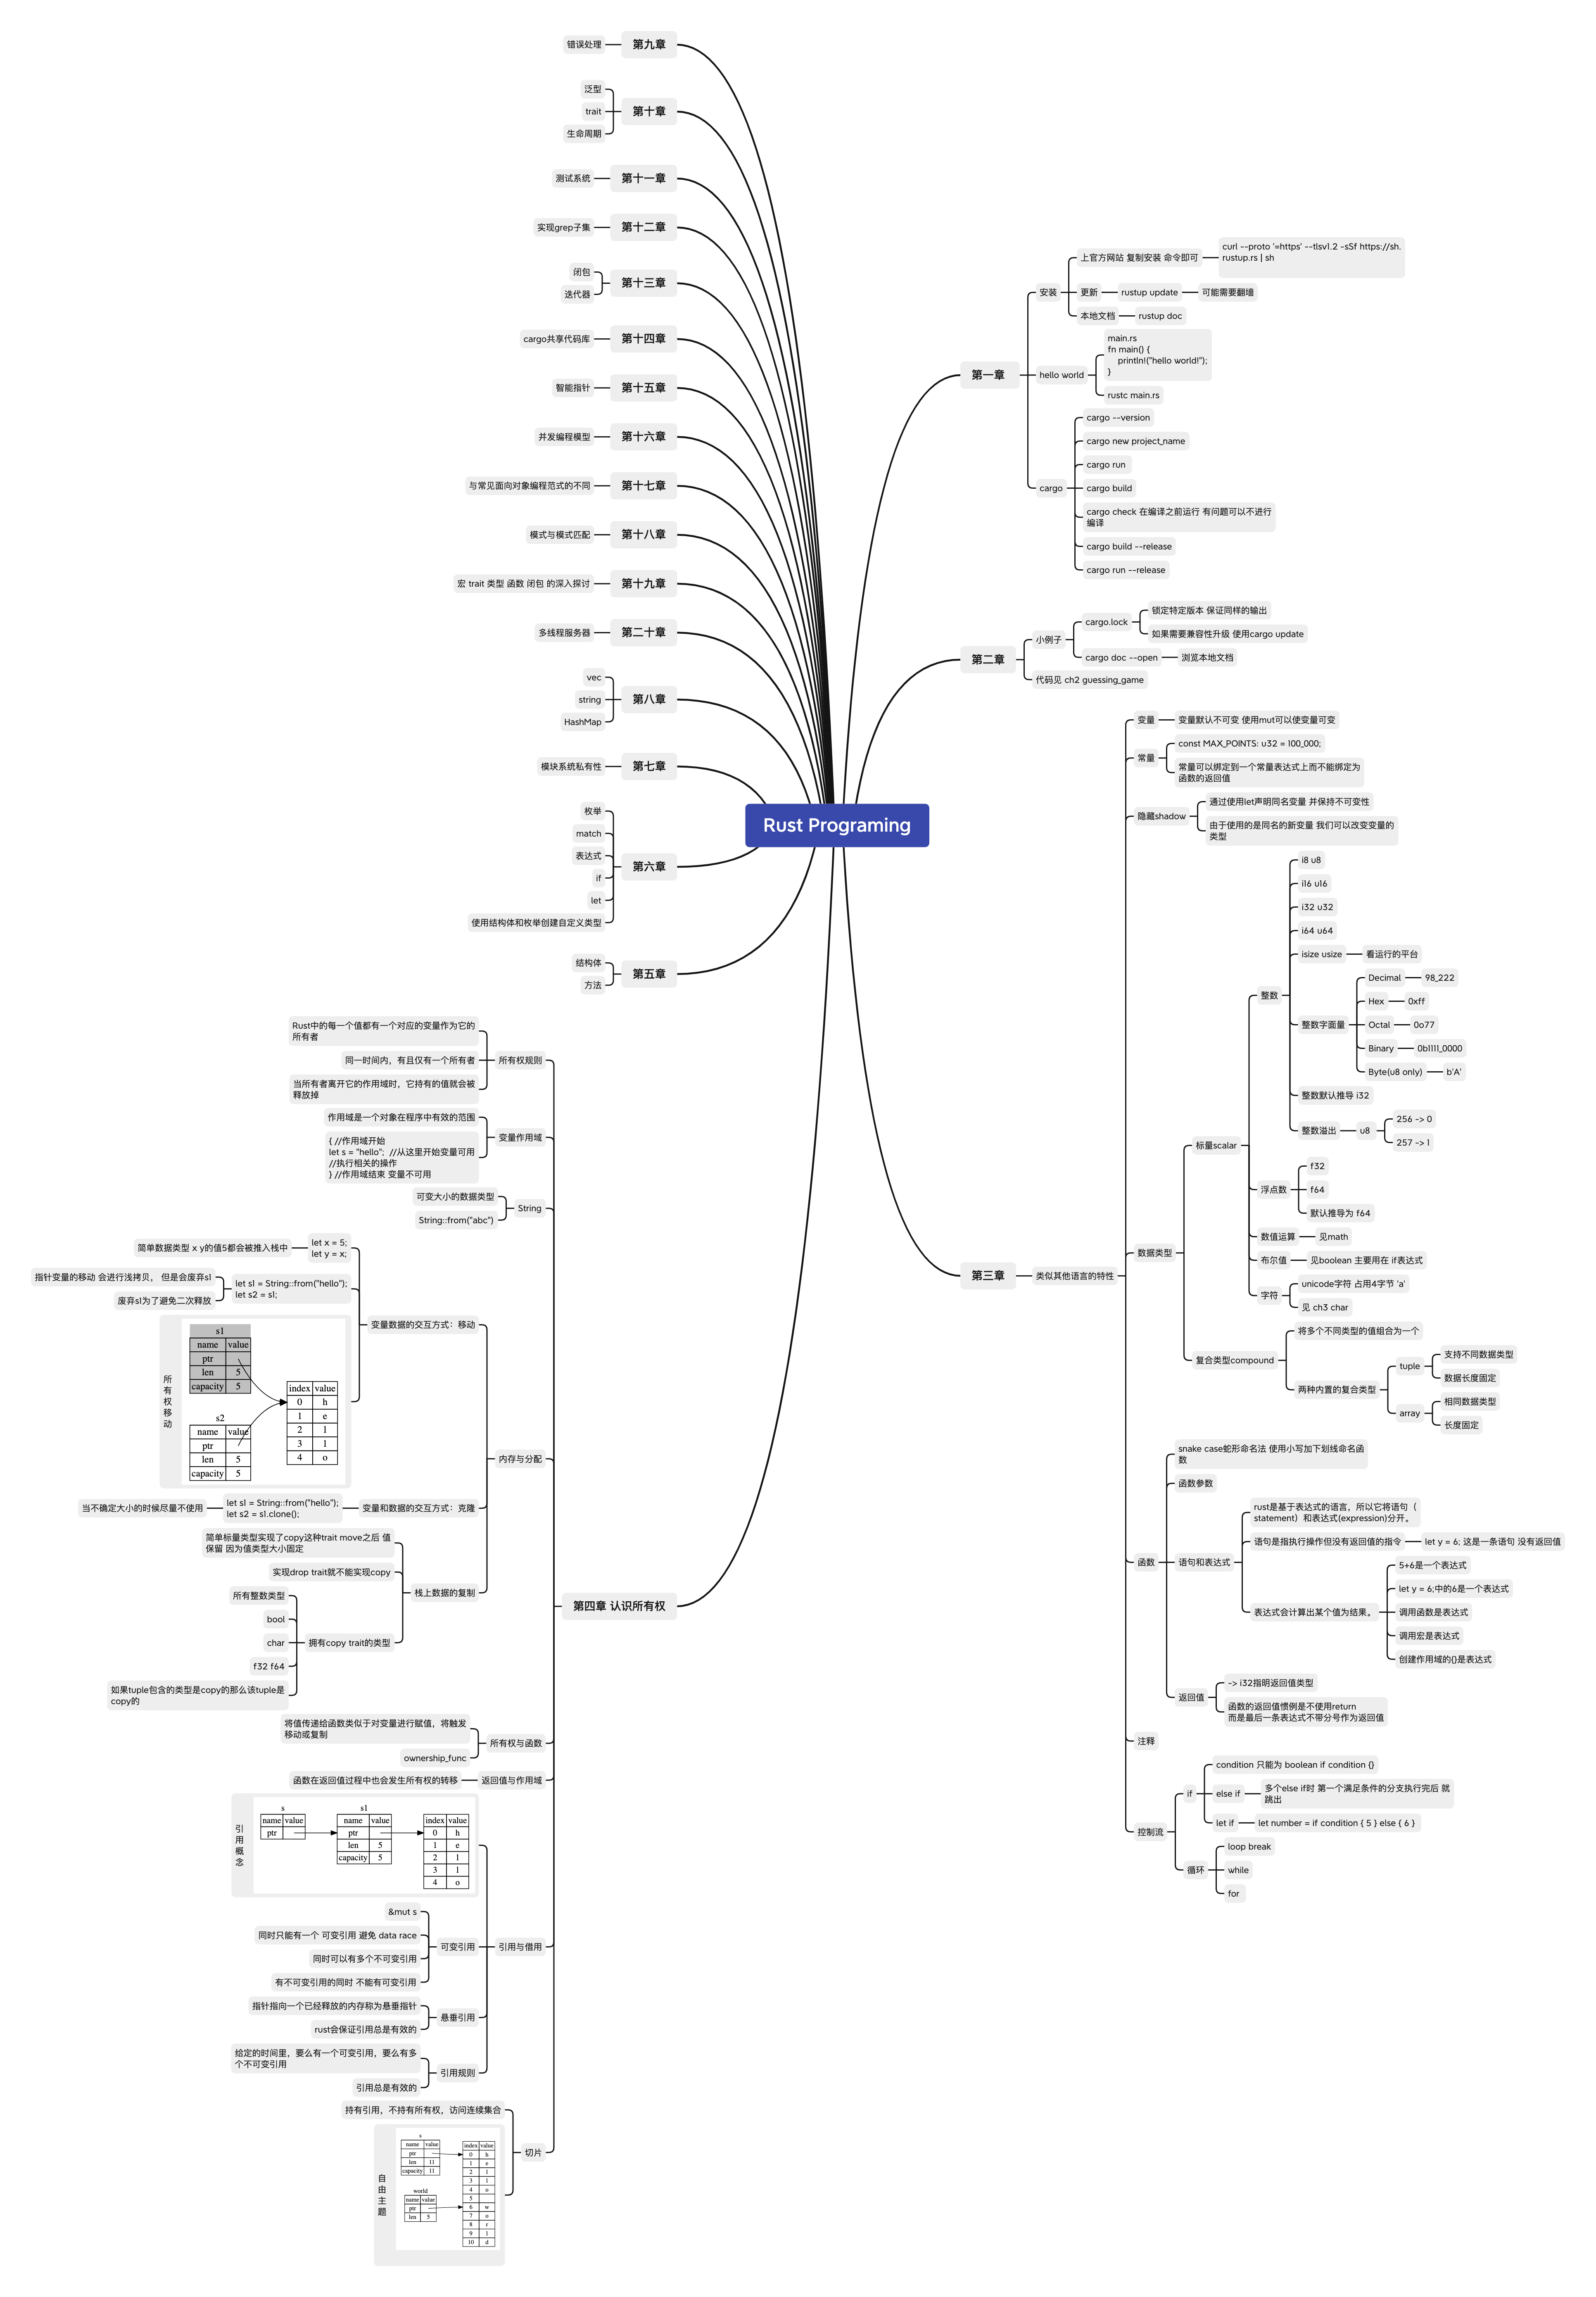 Rust Programing
第一章
安装
上官方网站 复制安装 命令即可
curl --proto '=https' --tlsv1.2 -sSf https://sh.
rustup.rs | sh
更新
rustup update
可能需要翻墙
本地文档
rustup doc
hello world
main.rs
fn main() {
println!("hello world!");
}
rustc main.rs
cargo
cargo --version
cargo new project_name
cargo run
cargo build
cargo check 在编译之前运行 有问题可以不进行
编译
cargo build --release
cargo run --release
第二章
小例子
cargo.lock
锁定特定版本 保证同样的输出
如果需要兼容性升级 使用cargo update
cargo doc --open
浏览本地文档
代码见 ch2 guessing_game
第三章
类似其他语言的特性
变量
变量默认不可变 使用mut可以使变量可变
常量
const MAX_POINTS: u32 = 100_000;
常量可以绑定到一个常量表达式上而不能绑定为
函数的返回值
隐藏shadow
通过使用let声明同名变量 并保持不可变性
由于使用的是同名的新变量 我们可以改变变量的
类型
数据类型
标量scalar
整数
i8 u8
i16 u16
i32 u32
i64 u64
isize usize
看运行的平台
整数字面量
Decimal
98_222
Hex
0xff
Octal
0o77
Binary
0b1111_0000
Byte(u8 only)
b'A'
整数默认推导 i32
整数溢出
u8
256 -> 0
257 -> 1
浮点数
f32
f64
默认推导为 f64
数值运算
见math
布尔值
见boolean 主要用在 if表达式
字符
unicode字符 占用4字节 'a'
见 ch3 char
复合类型compound
将多个不同类型的值组合为一个
两种内置的复合类型
tuple
支持不同数据类型
数据长度固定
array
相同数据类型
长度固定
函数
snake case蛇形命名法 使用小写加下划线命名函
数
函数参数
语句和表达式
rust是基于表达式的语言，所以它将语句（
statement）和表达式(expression)分开。
语句是指执行操作但没有返回值的指令
let y = 6; 这是一条语句 没有返回值
表达式会计算出某个值为结果。
5+6是一个表达式
let y = 6;中的6是一个表达式
调用函数是表达式
调用宏是表达式
创建作用域的{}是表达式
返回值
-> i32指明返回值类型
函数的返回值惯例是不使用return
而是最后一条表达式不带分号作为返回值
注释
控制流
if
condition 只能为 boolean if condition {}
else if
多个else if时 第一个满足条件的分支执行完后 就
跳出
let if
let number = if condition { 5 } else { 6 }
循环
loop break
while
for
第九章
错误处理
第十章
泛型
trait
生命周期
第十一章
测试系统
第十二章
实现grep子集
第十三章
闭包
迭代器
第十四章
cargo共享代码库
第十五章
智能指针
第十六章
并发编程模型
第十七章
与常见面向对象编程范式的不同
第十八章
模式与模式匹配
第十九章
宏 trait 类型 函数 闭包 的深入探讨
第二十章
多线程服务器
第八章
vec
string
HashMap
第七章
模块系统私有性
第六章
枚举
match
表达式
if
let
使用结构体和枚举创建自定义类型
第五章
结构体
方法
第四章 认识所有权
所有权规则
Rust中的每一个值都有一个对应的变量作为它的
所有者
同一时间内，有且仅有一个所有者
当所有者离开它的作用域时，它持有的值就会被
释放掉
变量作用域
作用域是一个对象在程序中有效的范围
{ //作用域开始
let s = "hello"; //从这里开始变量可用
//执行相关的操作
} //作用域结束 变量不可用
String
可变大小的数据类型
String::from("abc")
内存与分配
变量数据的交互方式：移动
let x = 5;
let y = x;
简单数据类型 x y的值5都会被推入栈中
let s1 = String::from("hello");
let s2 = s1;
指针变量的移动 会进行浅拷贝， 但是会废弃s1
废弃s1为了避免二次释放
所有权移动
s1
name value
ptr
len 5
capacity 5
s2
name value
ptr
len 5
capacity 5
index value
0 h
1 e
2 l
3 l
4 o
变量和数据的交互方式：克隆
let s1 = String::from("hello");
let s2 = s1.clone();
当不确定大小的时候尽量不使用
栈上数据的复制
简单标量类型实现了copy这种trait move之后 值
保留 因为值类型大小固定
实现drop trait就不能实现copy
拥有copy trait的类型
所有整数类型
bool
char
f32 f64
如果tuple包含的类型是copy的那么该tuple是
copy的
所有权与函数
将值传递给函数类似于对变量进行赋值，将触发
移动或复制
ownership_func
返回值与作用域
函数在返回值过程中也会发生所有权的转移
引用与借用
引用概念
s
name value
ptr
s1
name value
ptr
len 5
capacity 5
index value
0 h
1 e
2 l
3 l
4 o
可变引用
&mut s
同时只能有一个 可变引用 避免 data race
同时可以有多个不可变引用
有不可变引用的同时 不能有可变引用
悬垂引用
指针指向一个已经释放的内存称为悬垂指针
rust会保证引用总是有效的
引用规则
给定的时间里，要么有一个可变引用，要么有多
个不可变引用
引用总是有效的
切片
持有引用，不持有所有权，访问连续集合
自由主题
s
name value
ptr
len 11
capacity 11
world
name value
ptr
len 5
index value
0 h
1 e
2 l
3 l
4 o
5
6 w
7 o
8 r
9 l
10 d